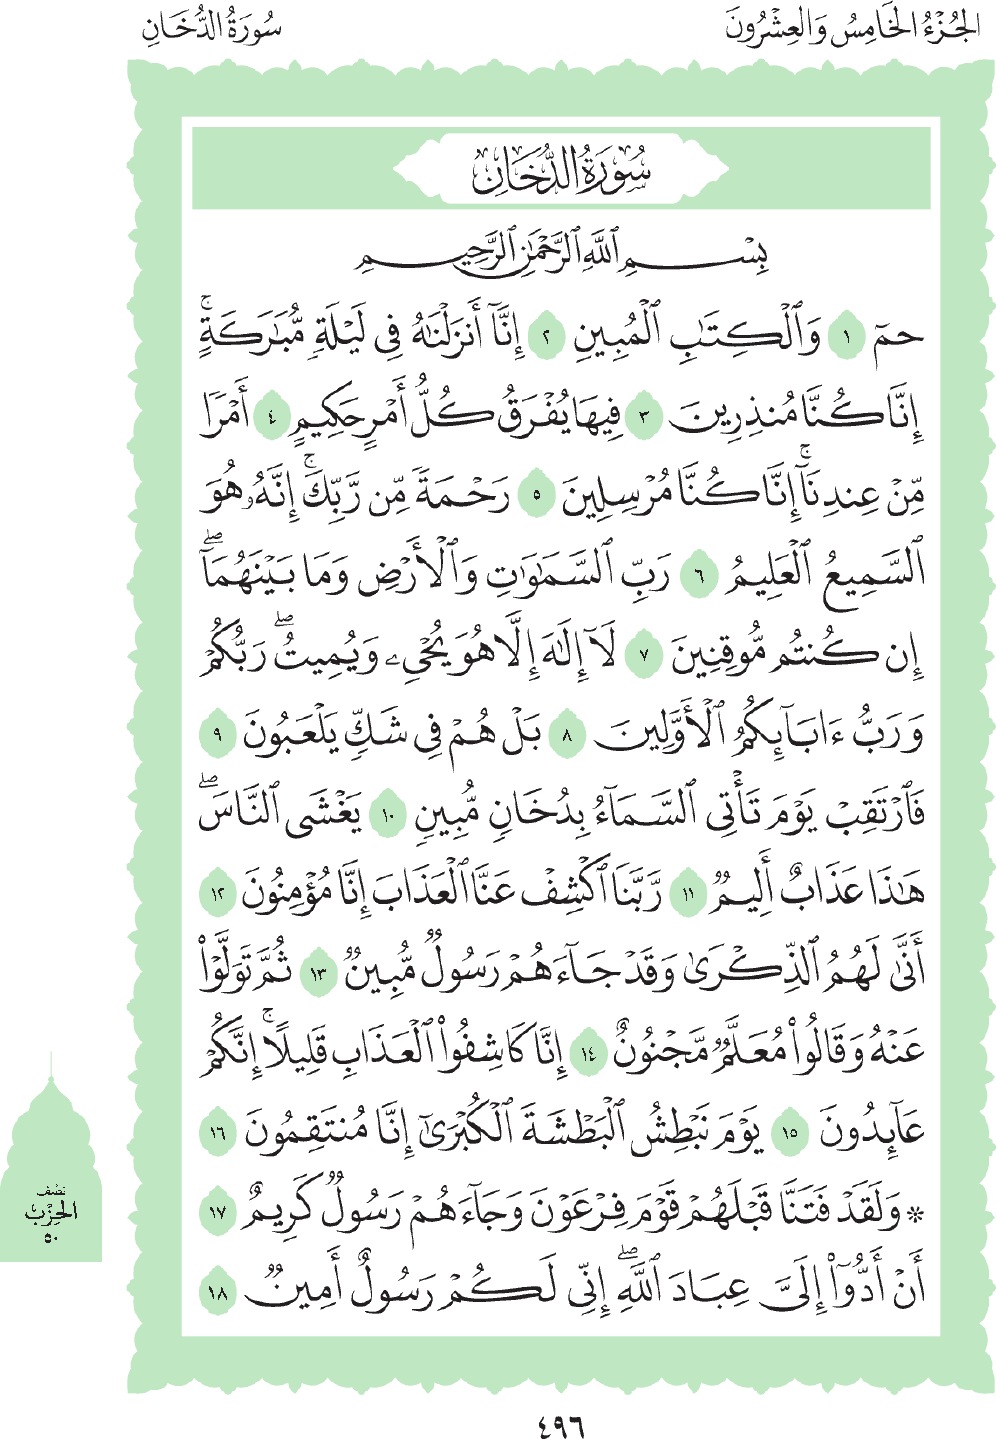 الجُزْءُ الخَامِسُ وَالعِشْرُونَ
سُورَةُ الدُّخَانِ
سُورَةُ الدُّخَانِ
بِسْمِ ٱللَّهِ ٱلرَّحْمَٰنِ ٱلرَّحِيمِ
حمٓ ١ وَٱلْكِتَٰبِ ٱلْمُبِينِ ٢ إِنَّآ أَنزَلْنَٰهُ فِى لَيْلَةٍ مُّبَٰرَكَةٍۚ
إِنَّا كُنَّا مُنذِرِينَ ٣ فِيهَا يُفْرَقُ كُلُّ أَمْرٍ حَكِيمٍ ٤ أَمْرًا
مِّنْ عِندِنَآۚ إِنَّا كُنَّا مُرْسِلِينَ ٥ رَحْمَةً مِّن رَّبِّكَۚ إِنَّهُۥ هُوَ
ٱلسَّمِيعُ ٱلْعَلِيمُ ٦ رَبِّ ٱلسَّمَٰوَٰتِ وَٱلْأَرْضِ وَمَا بَيْنَهُمَآۖ
إِن كُنتُم مُّوقِنِينَ ٧ لَآ إِلَٰهَ إِلَّا هُوَ يُحْىِۦ وَيُمِيتُۖ رَبُّكُمْ
وَرَبُّ ءَابَآئِكُمُ ٱلْأَوَّلِينَ ٨ بَلْ هُمْ فِى شَكٍّ يَلْعَبُونَ ٩
فَٱرْتَقِبْ يَوْمَ تَأْتِى ٱلسَّمَآءُ بِدُخَانٍ مُّبِينٍ ١٠ يَغْشَى ٱلنَّاسَۖ
هَٰذَا عَذَابٌ أَلِيمٌ ١١ رَّبَّنَا ٱكْشِفْ عَنَّا ٱلْعَذَابَ إِنَّا مُؤْمِنُونَ ١٢
أَنَّىٰ لَهُمُ ٱلذِّكْرَىٰ وَقَدْ جَآءَهُمْ رَسُولٌ مُّبِينٌ ١٣ ثُمَّ تَوَلَّوْا۟
عَنْهُ وَقَالُوا۟ مُعَلَّمٌ مَّجْنُونٌ ١٤ إِنَّا كَاشِفُوا۟ ٱلْعَذَابِ قَلِيلًاۚ إِنَّكُمْ
عَآئِدُونَ ١٥ يَوْمَ نَبْطِشُ ٱلْبَطْشَةَ ٱلْكُبْرَىٰٓ إِنَّا مُنتَقِمُونَ ١٦
۞ وَلَقَدْ فَتَنَّا قَبْلَهُمْ قَوْمَ فِرْعَوْنَ وَجَآءَهُمْ رَسُولٌ كَرِيمٌ ١٧
أَنْ أَدُّوٓا۟ إِلَىَّ عِبَادَ ٱللَّهِۖ إِنِّى لَكُمْ رَسُولٌ أَمِينٌ ١٨
نصْف
الحِزْب
٥٠
٤٩٦